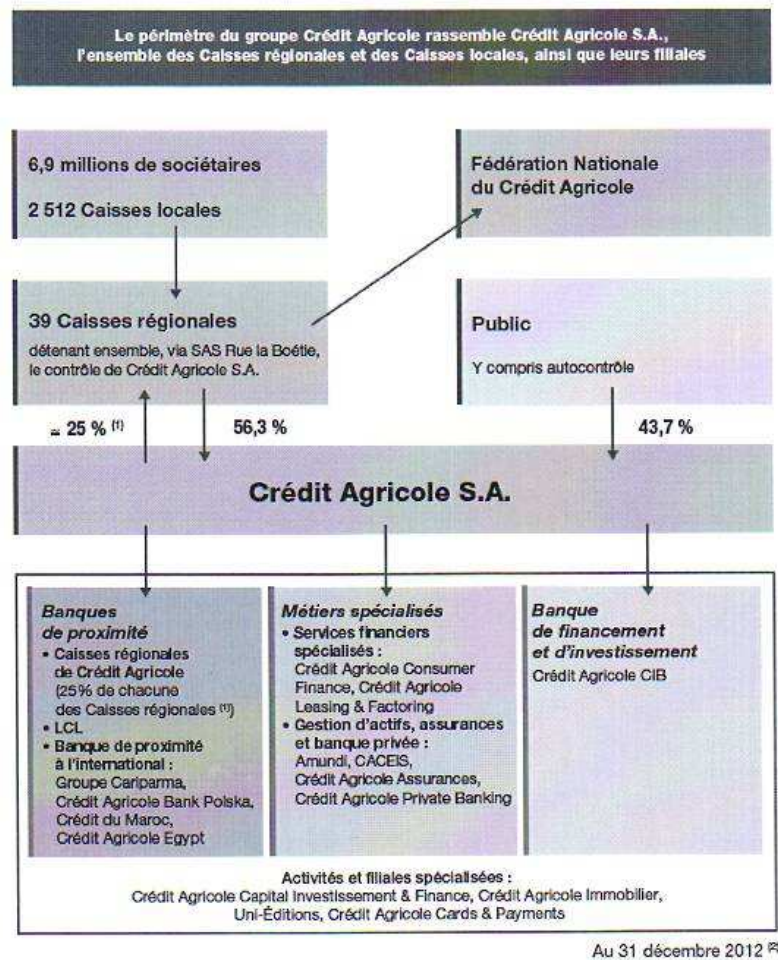 Le périmètre du groupe Crédit Agricole rassemble Crédit Agricole S.A.,
l'ensemble des Caisses régionales et des Caisses locales, ainsi que leurs filiales
6,9 millions de sociétaires
2 512 Caisses locales
Fédération Nationale
du Crédit Agricole
39 Caisses régionales
détenant ensemble, via SAS Rue la Boétie,
le contrôle de Crédit Agricole S.A.
Public
Y compris autocontrôle
≃ 25 % (1)
56,3 %
43,7 %
Crédit Agricole S.A.
Banques
de proximité
• Caisses régionales
de Crédit Agricole
(25% de chacune
des Caisses régionales (1))
• LCL
• Banque de proximité
à l'international :
Groupe Cariparma,
Crédit Agricole Bank Polska,
Crédit du Maroc,
Crédit Agricole Egypt
Métiers spécialisés
• Services financiers
spécialisés :
Crédit Agricole Consumer
Finance, Crédit Agricole
Leasing & Factoring
• Gestion d'actifs, assurances
et banque privée :
Amundi, CACEIS,
Crédit Agricole Assurances,
Crédit Agricole Private Banking
Banque
de financement
et d'investissement
Crédit Agricole CIB
Activités et filiales spécialisées :
Crédit Agricole Capital Investissement & Finance, Crédit Agricole Immobilier,
Uni-Éditions, Crédit Agricole Cards & Payments
Au 31 décembre 2012 (2)